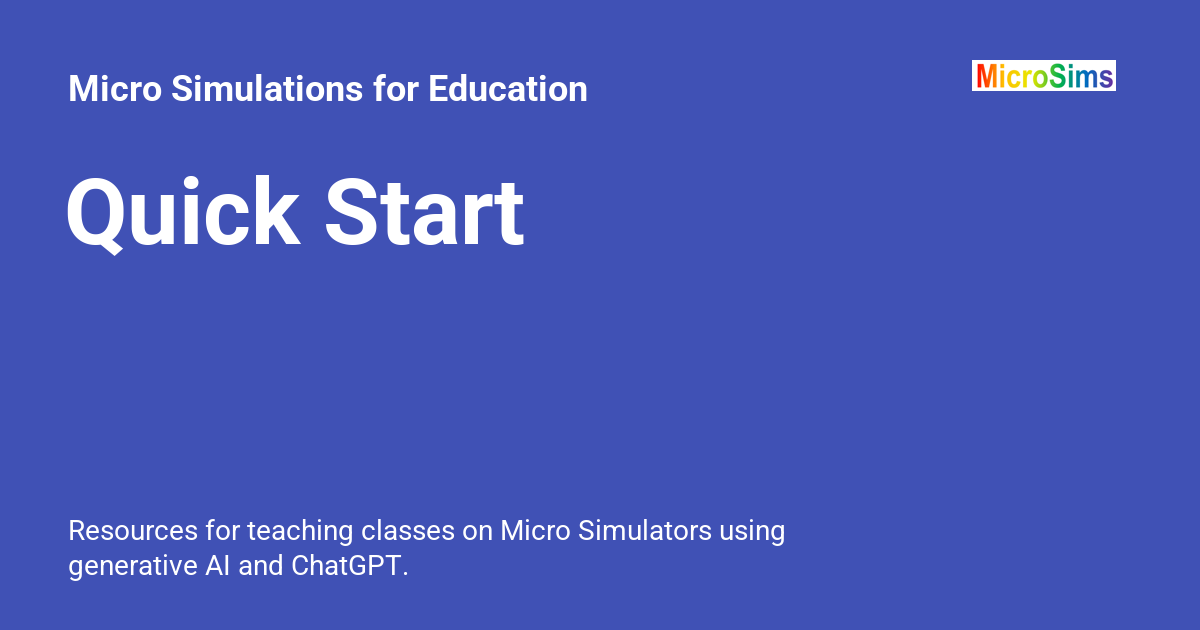 Micro Simulations for Education
MicroSims
Quick Start
Resources for teaching classes on Micro Simulators using
generative AI and ChatGPT.